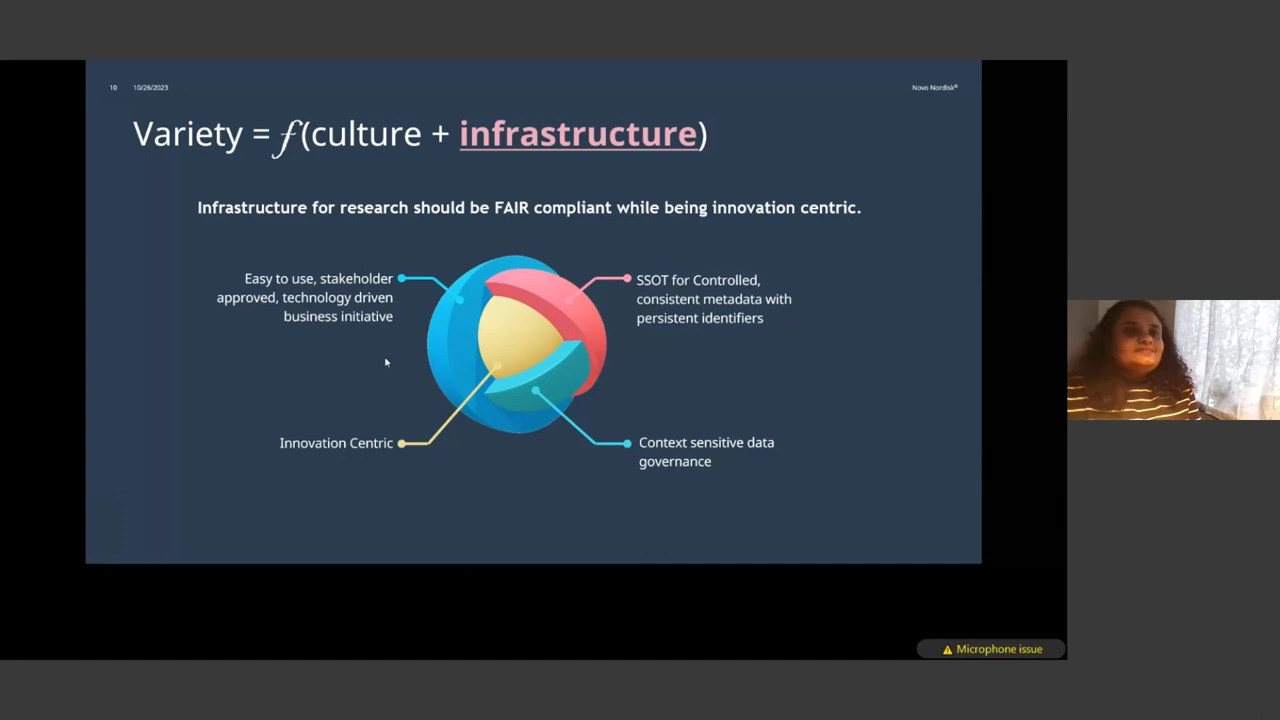 10 10/26/2023 Novo Nordisk®
Variety = f(culture + infrastructure)
Infrastructure for research should be FAIR compliant while being innovation centric.
Easy to use, stakeholder
approved, technology driven
business initiative
SSOT for Controlled,
consistent metadata with
persistent identifiers
Innovation Centric
Context sensitive data
governance
Microphone issue